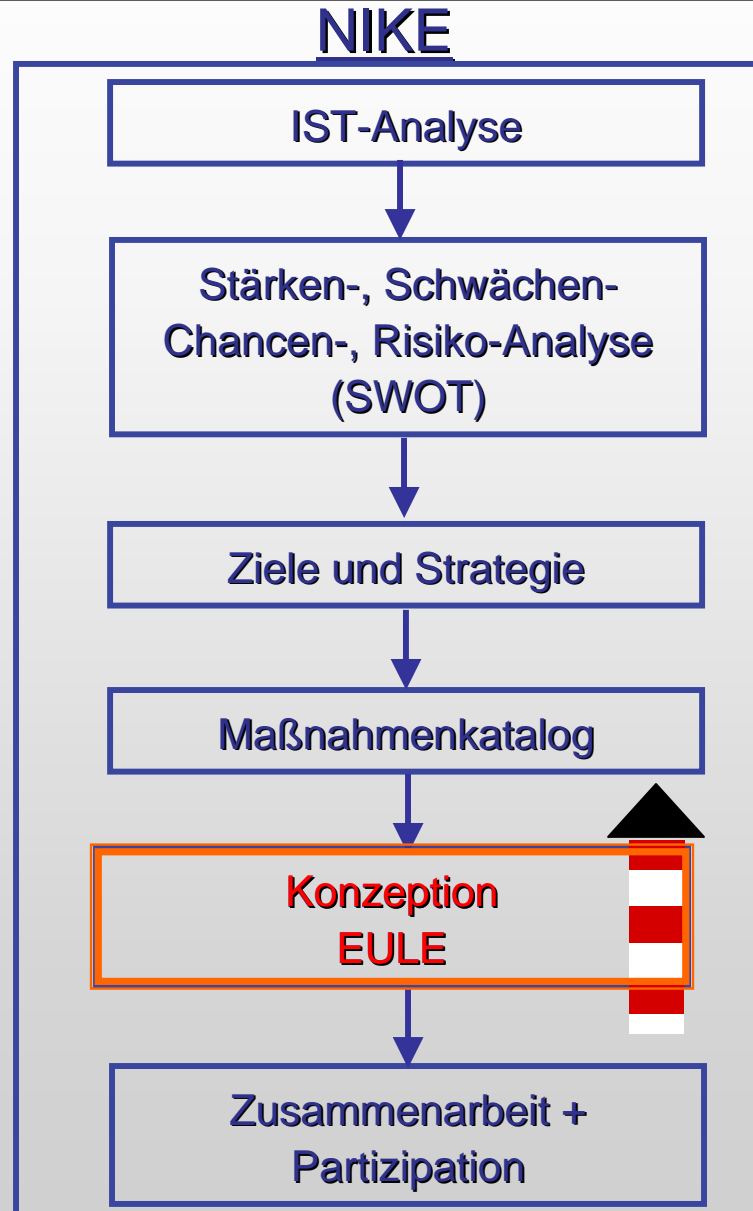 NIKE
IST-Analyse
Stärken-, Schwächen-
Chancen-, Risiko-Analyse
(SWOT)
Ziele und Strategie
Maßnahmenkatalog
Konzeption
EULE
Zusammenarbeit +
Partizipation